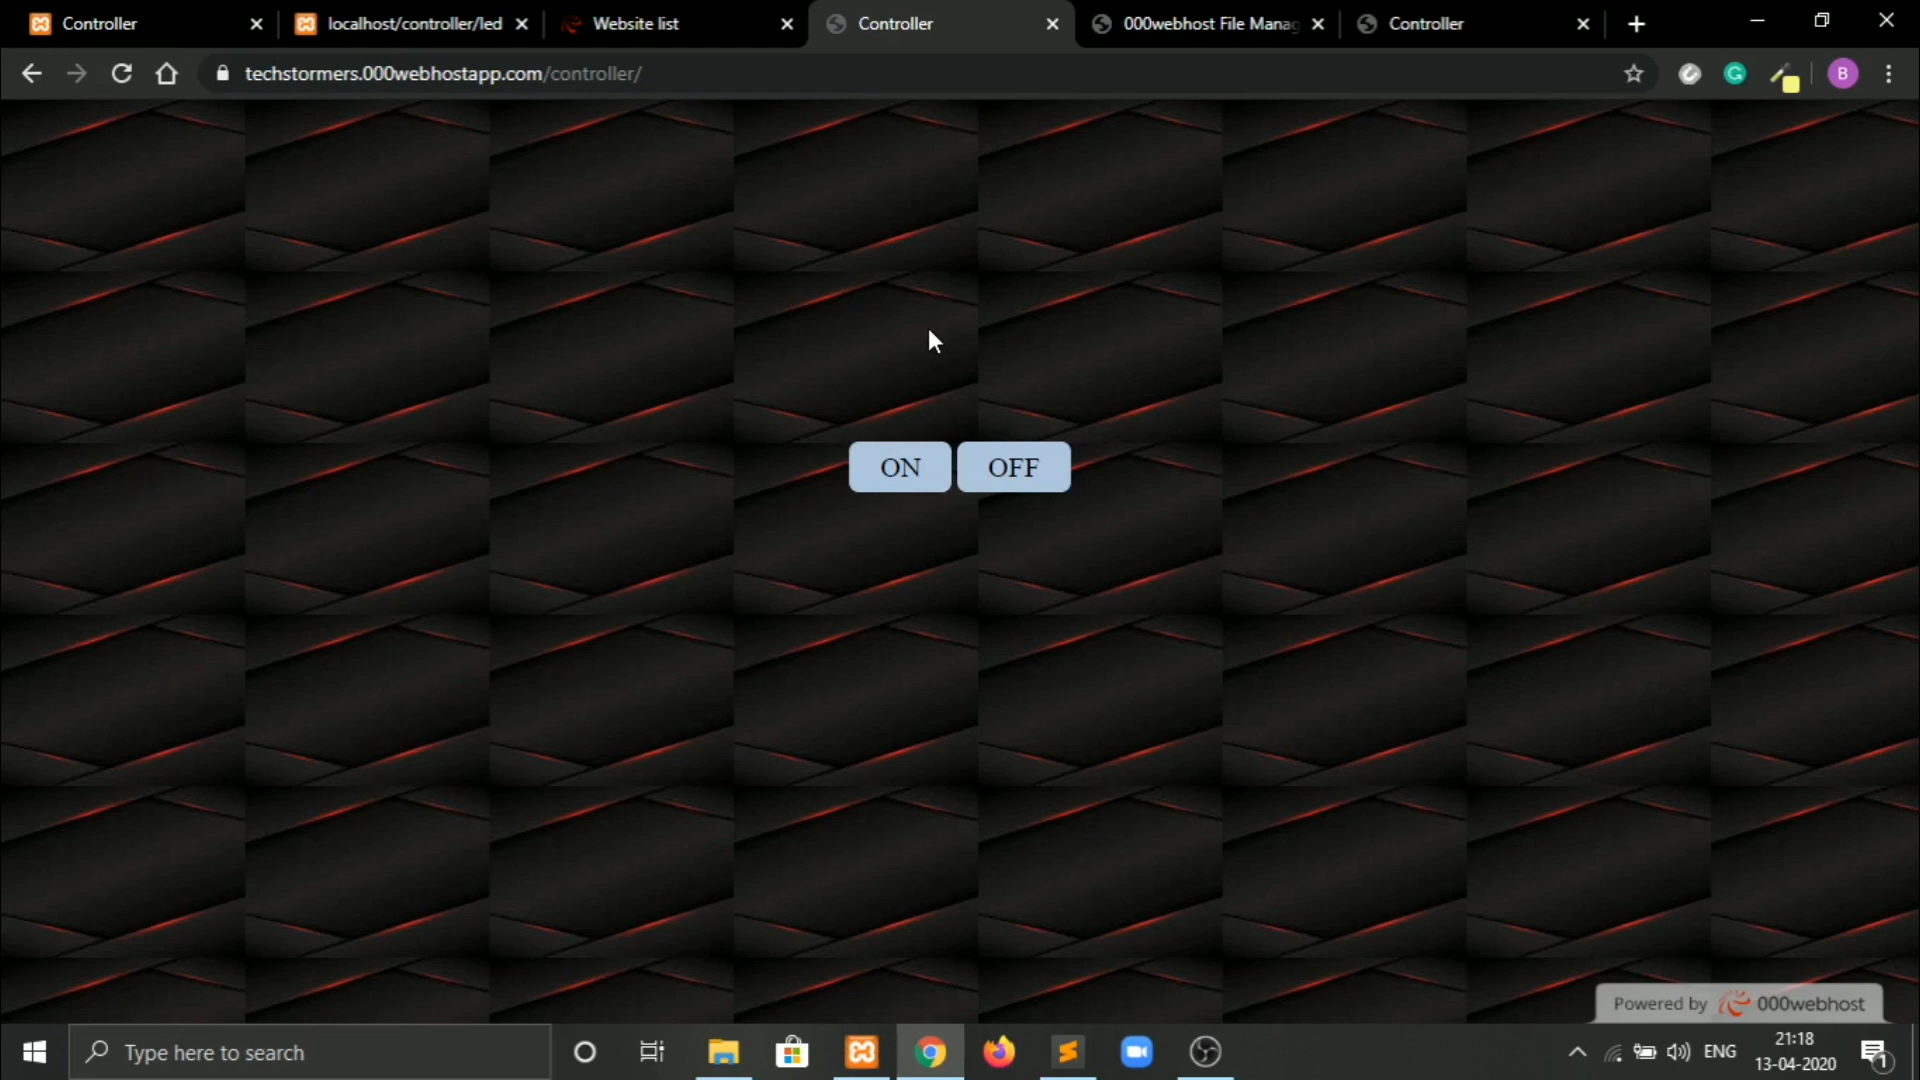 Controller
localhost/controller/led
Website list
Controller
000webhost File Manag
Controller
techstormers.000webhostapp.com/controller/
B
ON
OFF
Powered by 000webhost
Type here to search
ENG
21:18
13-04-2020
1